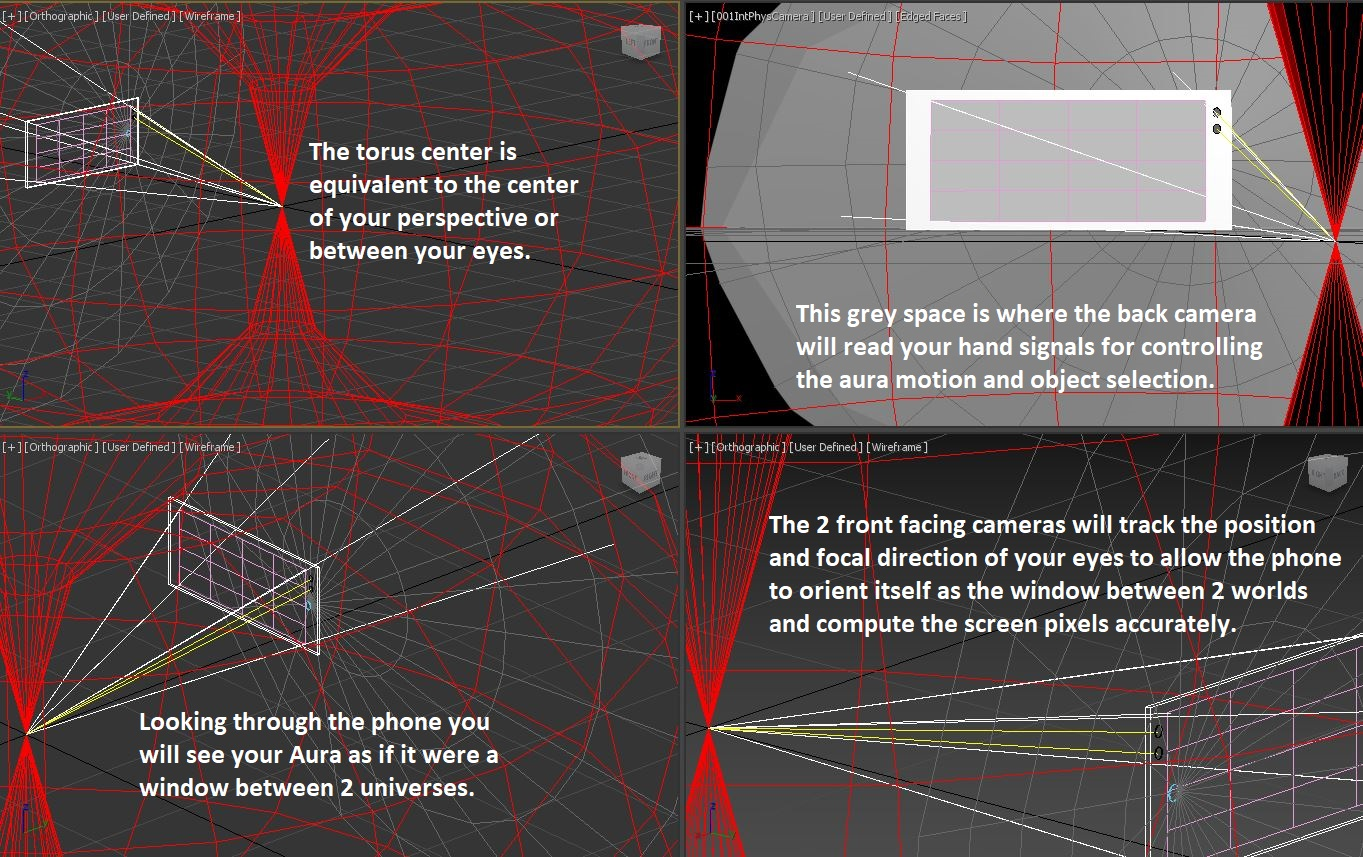 [+] [Orthographic] [User Defined] [Wireframe]
The torus center is
equivalent to the center
of your perspective or
between your eyes.
[+] [001IntPhysCamera] [User Defined] [Edged Faces]
This grey space is where the back camera
will read your hand signals for controlling
the aura motion and object selection.
[+] [Orthographic] [User Defined] [Wireframe]
Looking through the phone you
will see your Aura as if it were a
window between 2 universes.
[+] [Orthographic] [User Defined] [Wireframe]
The 2 front facing cameras will track the position
and focal direction of your eyes to allow the phone
to orient itself as the window between 2 worlds
and compute the screen pixels accurately.